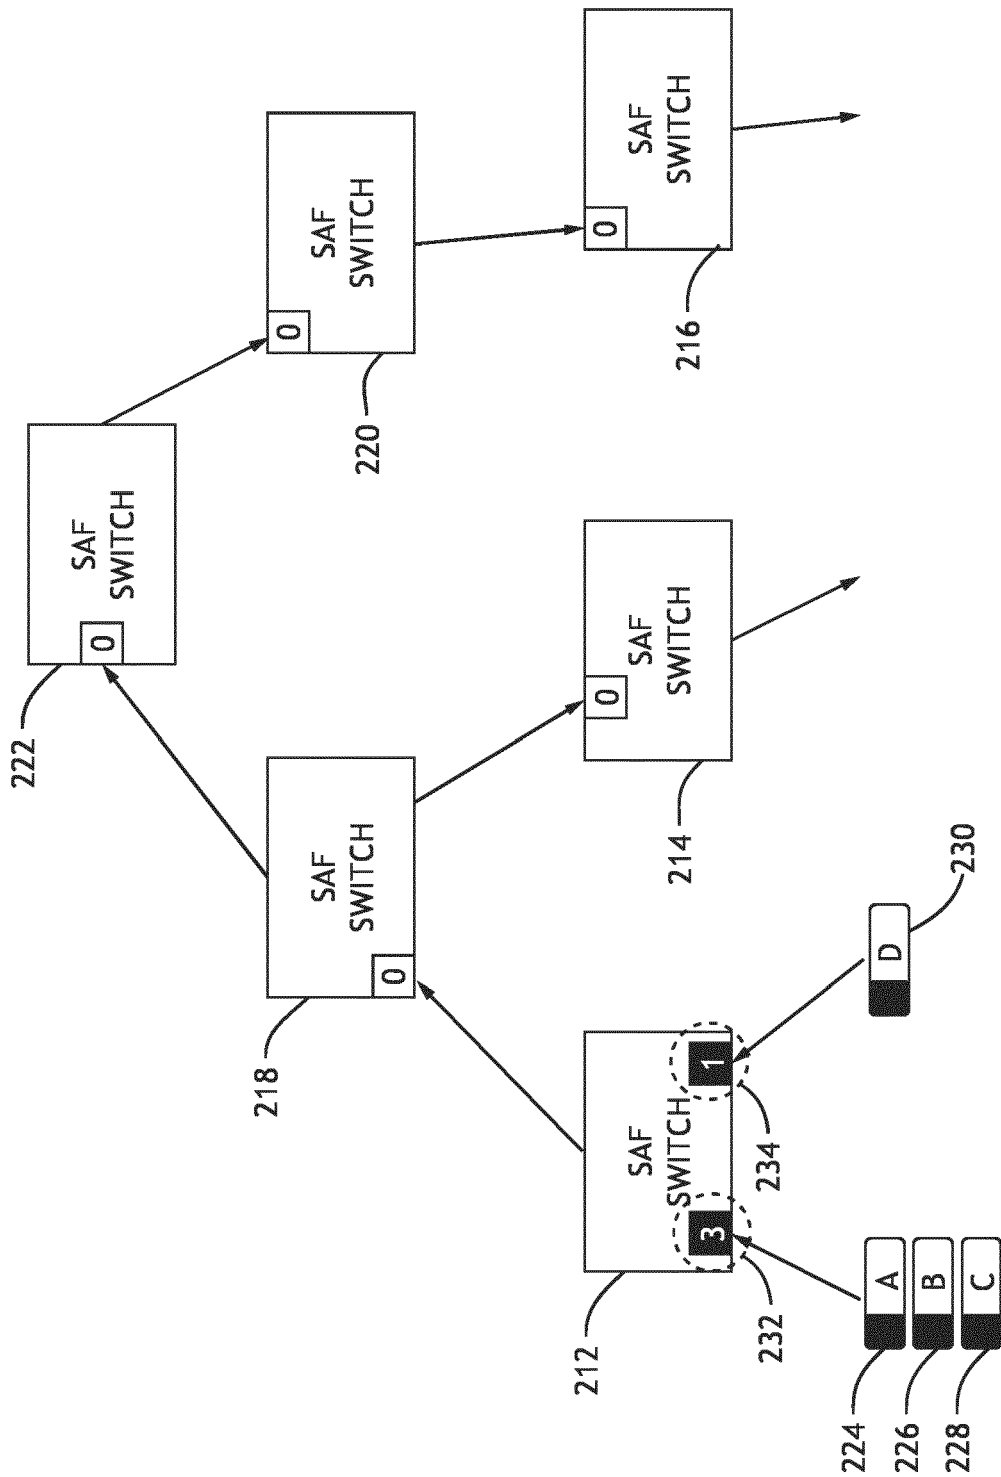 222
SAF
SWITCH
0
218
SAF
SWITCH
0
220
SAF
SWITCH
0
212
SAF
SWITCH
3
1
214
SAF
SWITCH
0
216
SAF
SWITCH
0
232
234
224
A
226
B
228
C
D
230